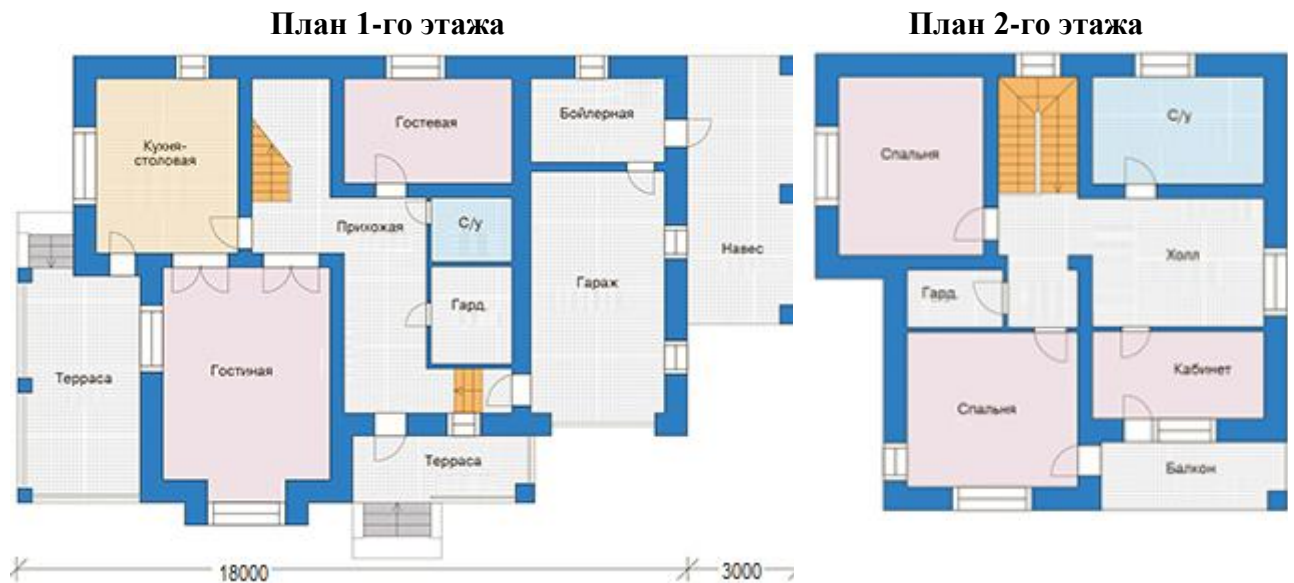 План 1-го этажа
План 2-го этажа
Кухня-
столовая
Гостевая
Бойлерная
Прихожая
С/у
Навес
Гараж
Гард.
Гостиная
Терраса
Терраса
18000
3000
Спальня
С/у
Холл
Гард.
Кабинет
Спальня
Балкон